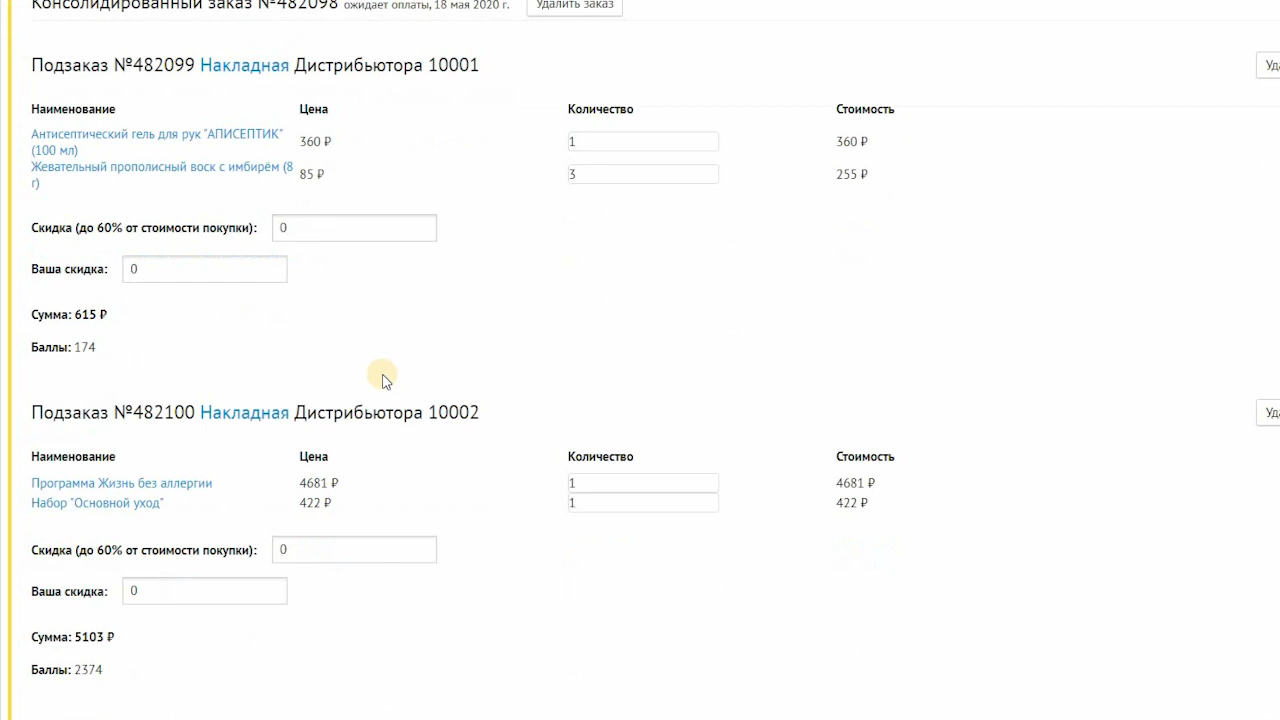 Консолидированный заказ №482098 ожидает оплаты, 18 мая 2020 г. Удалить заказ
Подзаказ №482099 Накладная Дистрибьютора 10001
Наименование Цена Количество Стоимость
Антисептический гель для рук "АПИСЕПТИК"
(100 мл) 360 ₽ 1 360 ₽
Жевательный прополисный воск с имбирём (8
г) 85 ₽ 3 255 ₽
Скидка (до 60% от стоимости покупки): 0
Ваша скидка: 0
Сумма: 615 ₽
Баллы: 174
Подзаказ №482100 Накладная Дистрибьютора 10002
Наименование Цена Количество Стоимость
Программа Жизнь без аллергии 4681 ₽ 1 4681 ₽
Набор "Основной уход" 422 ₽ 1 422 ₽
Скидка (до 60% от стоимости покупки): 0
Ваша скидка: 0
Сумма: 5103 ₽
Баллы: 2374